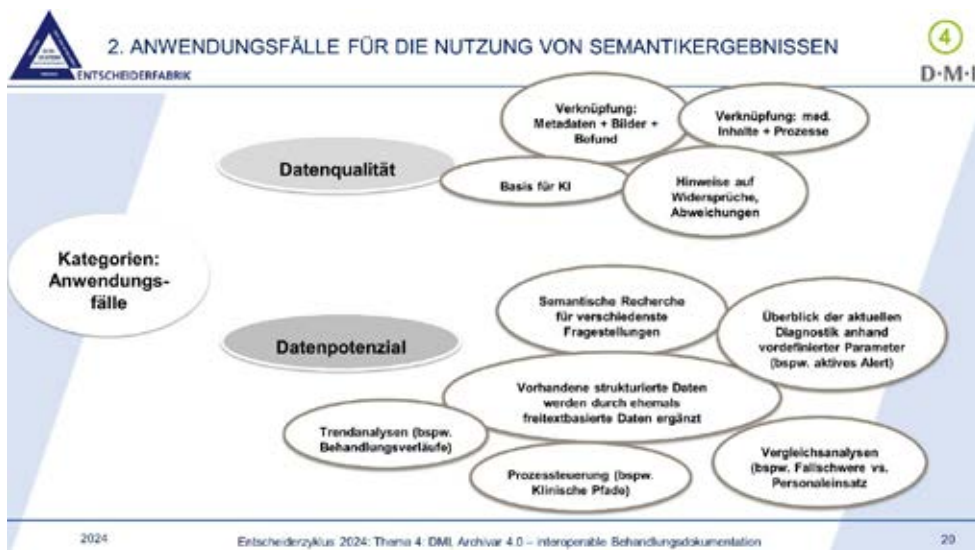 2. ANWENDUNGSFÄLLE FÜR DIE NUTZUNG VON SEMANTIKERGEBNISSEN
ENTSCHEIDERFABRIK
4
D·M·I
Verknüpfung:
Metadaten + Bilder +
Befund
Verknüpfung: med.
Inhalte + Prozesse
Datenqualität
Basis für KI
Hinweise auf
Widersprüche,
Abweichungen
Kategorien:
Anwendungs-
fälle
Semantische Recherche
für verschiedenste
Fragestellungen
Überblick der aktuellen
Diagnostik anhand
vordefinierter Parameter
(bspw. aktives Alert)
Datenpotenzial
Vorhandene strukturierte Daten
werden durch ehemals
freitextbasierte Daten ergänzt
Trendanalysen (bspw.
Behandlungsverläufe)
Prozesssteuerung (bspw.
Klinische Pfade)
Vergleichsanalysen
(bspw. Fallschwere vs.
Personaleinsatz
2024
Entscheiderzyklus 2024: Thema 4: DMI, Archivar 4.0 – interoperable Behandlungsdokumentation
29